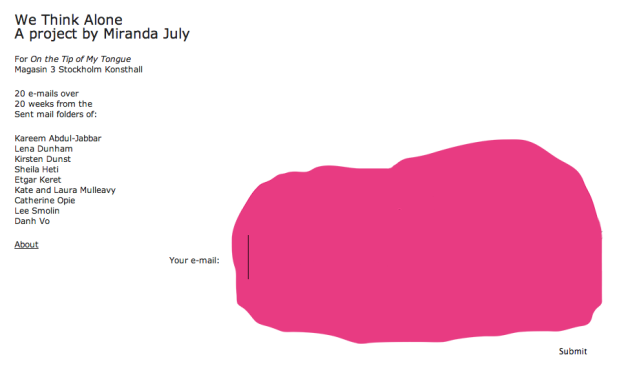 We Think Alone
A project by Miranda July
For On the Tip of My Tongue
Magasin 3 Stockholm Konsthall
20 e-mails over
20 weeks from the
Sent mail folders of:
Kareem Abdul-Jabbar
Lena Dunham
Kirsten Dunst
Sheila Heti
Etgar Keret
Kate and Laura Mulleavy
Catherine Opie
Lee Smolin
Danh Vo
About
Your e-mail:
Submit